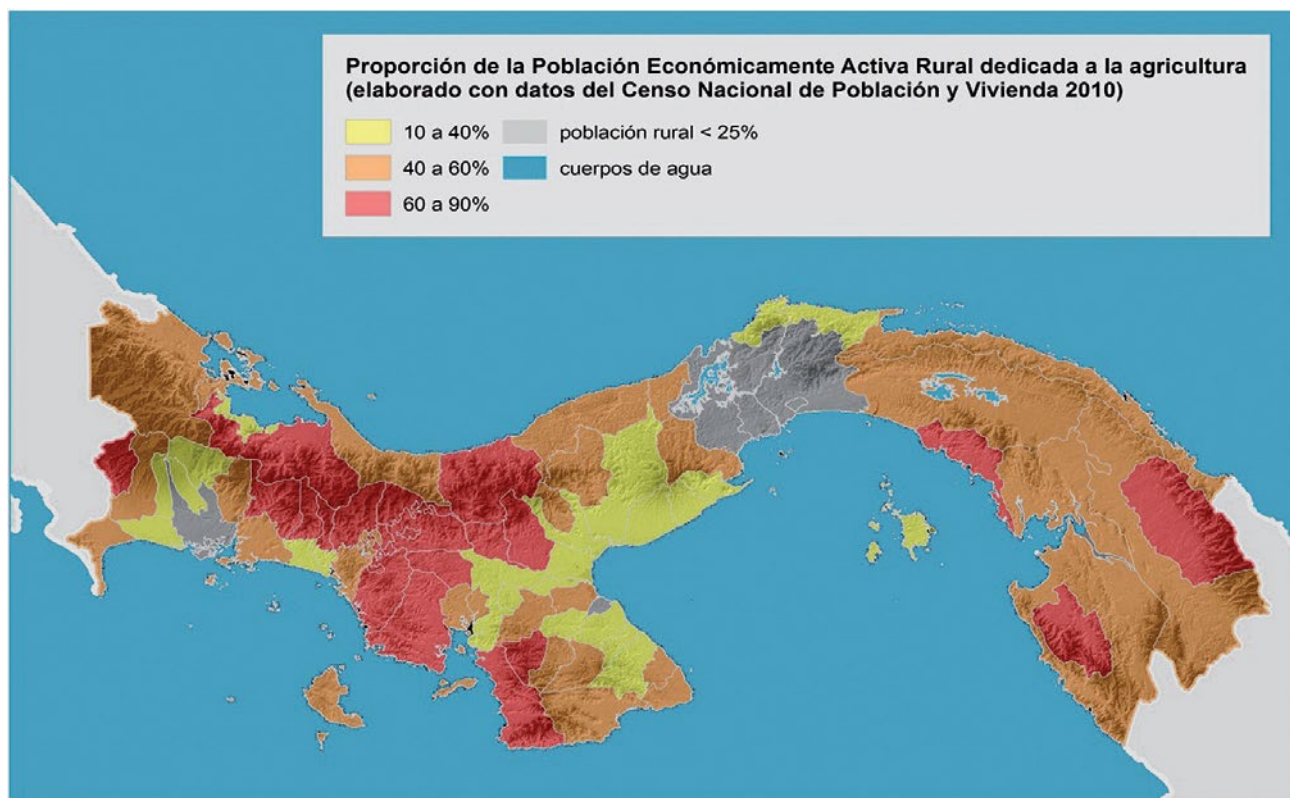 Proporción de la Población Económicamente Activa Rural dedicada a la agricultura
(elaborado con datos del Censo Nacional de Población y Vivienda 2010)
10 a 40%
población rural < 25%
40 a 60%
cuerpos de agua
60 a 90%